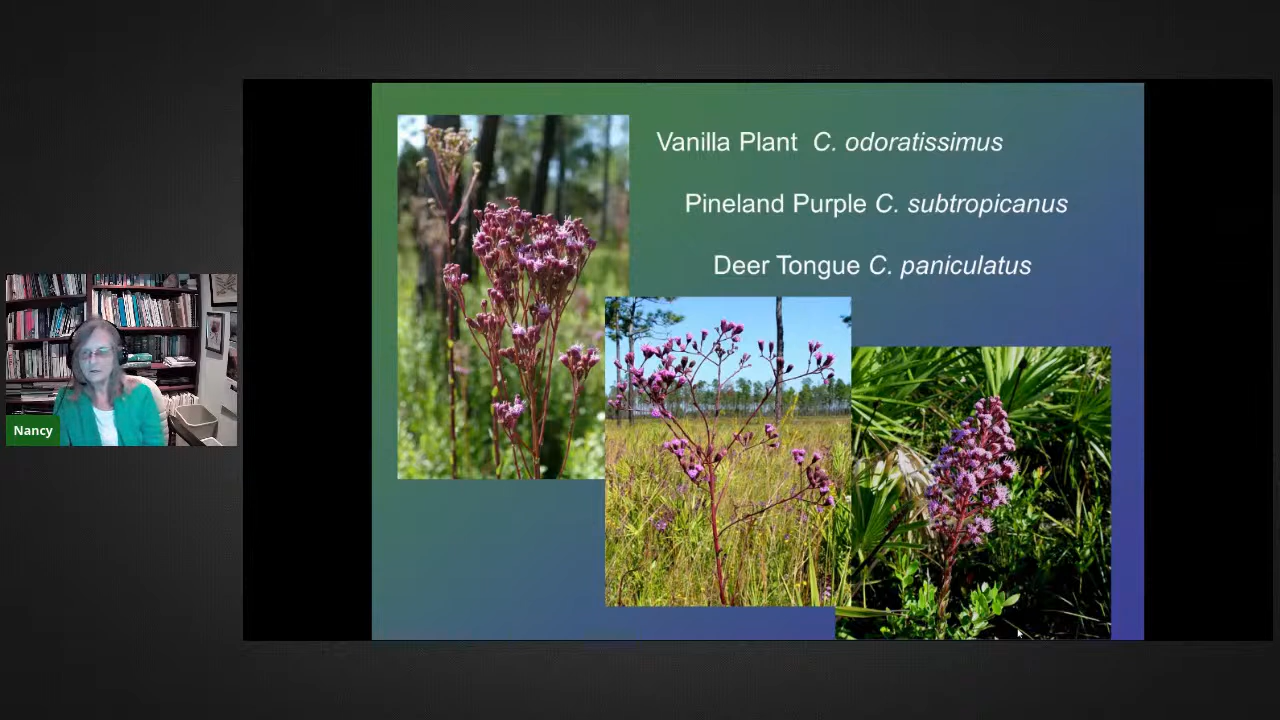 Vanilla Plant C. odoratissimus
Pineland Purple C. subtropicanus
Deer Tongue C. paniculatus
Nancy